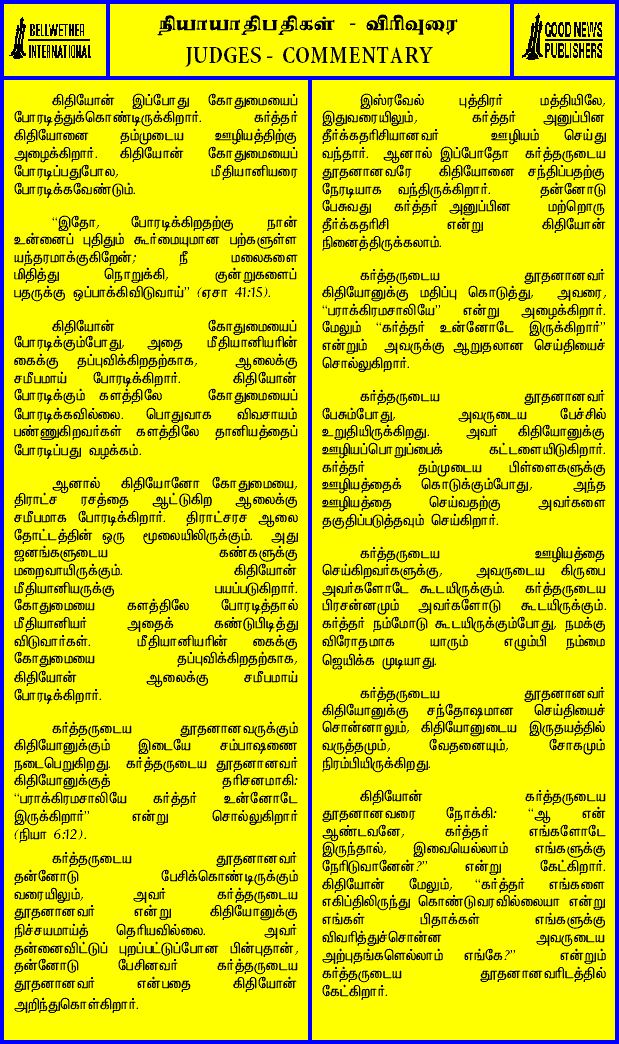 BELLWETHER
INTERNATIONAL
நியாயாதிபதிகள் - விரிவுரை
JUDGES - COMMENTARY
GOOD NEWS
PUBLISHERS
கிதியோன் இப்போது கோதுமையைப்
போரடித்துக்கொண்டிருக்கிறார். கர்த்தர்
கிதியோனை தம்முடைய ஊழியத்திற்கு
அழைக்கிறார். கிதியோன் கோதுமையைப்
போரடிப்பதுபோல, மீதியானியரை
போரடிக்கவேண்டும்.
"இதோ, போரடிக்கிறதற்கு நான்
உன்னைப் புதிதும் கூர்மையுமான பற்களுள்ள
யந்தரமாக்குகிறேன்; நீ மலைகளை
மிதித்து நொறுக்கி, குன்றுகளைப்
பதருக்கு ஒப்பாக்கிவிடுவாய்" (ஏசா 41:15).
கிதியோன் கோதுமையைப்
போரடிக்கும்போது, அதை மீதியானியரின்
கைக்கு தப்புவிக்கிறதற்காக, ஆலைக்கு
சமீபமாய் போரடிக்கிறார். கிதியோன்
போரடிக்கும் களத்திலே கோதுமையைப்
போரடிக்கவில்லை. பொதுவாக விவசாயம்
பண்ணுகிறவர்கள் களத்திலே தானியத்தைப்
போரடிப்பது வழக்கம்.
ஆனால் கிதியோனோ கோதுமையை,
திராட்ச ரசத்தை ஆட்டுகிற ஆலைக்கு
சமீபமாக போரடிக்கிறார். திராட்சரச ஆலை
தோட்டத்தின் ஒரு மூலையிலிருக்கும். அது
ஜனங்களுடைய கண்களுக்கு
மறைவாயிருக்கும். கிதியோன்
மீதியானியருக்கு பயப்படுகிறார்.
கோதுமையை களத்திலே போரடித்தால்
மீதியானியர் அதைக் கண்டுபிடித்து
விடுவார்கள். மீதியானியரின் கைக்கு
கோதுமையை தப்புவிக்கிறதற்காக,
கிதியோன் ஆலைக்கு சமீபமாய்
போரடிக்கிறார்.
கர்த்தருடைய தூதனானவருக்கும்
கிதியோனுக்கும் இடையே சம்பாஷணை
நடைபெறுகிறது. கர்த்தருடைய தூதனானவர்
கிதியோனுக்குத் தரிசனமாகி:
"பராக்கிரமசாலியே கர்த்தர் உன்னோடே
இருக்கிறார்" என்று சொல்லுகிறார்
(நியா 6:12).
கர்த்தருடைய தூதனானவர்
தன்னோடு பேசிக்கொண்டிருக்கும்
வரையிலும், அவர் கர்த்தருடைய
தூதனானவர் என்று கிதியோனுக்கு
நிச்சயமாய்த் தெரியவில்லை. அவர்
தன்னைவிட்டுப் புறப்பட்டுப்போன பின்புதான்,
தன்னோடு பேசினவர் கர்த்தருடைய
தூதனானவர் என்பதை கிதியோன்
அறிந்துகொள்கிறார்.
இஸ்ரவேல் புத்திரர் மத்தியிலே,
இதுவரையிலும், கர்த்தர் அனுப்பின
தீர்க்கதரிசியானவர் ஊழியம் செய்து
வந்தார். ஆனால் இப்போதோ கர்த்தருடைய
தூதனானவரே கிதியோனை சந்திப்பதற்கு
நேரடியாக வந்திருக்கிறார். தன்னோடு
பேசுவது கர்த்தர் அனுப்பின மற்றொரு
தீர்க்கதரிசி என்று கிதியோன்
நினைத்திருக்கலாம்.
கர்த்தருடைய தூதனானவர்
கிதியோனுக்கு மதிப்பு கொடுத்து, அவரை,
"பராக்கிரமசாலியே" என்று அழைக்கிறார்.
மேலும் "கர்த்தர் உன்னோடே இருக்கிறார்"
என்றும் அவருக்கு ஆறுதலான செய்தியைச்
சொல்லுகிறார்.
கர்த்தருடைய தூதனானவர்
பேசும்போது, அவருடைய பேச்சில்
உறுதியிருக்கிறது. அவர் கிதியோனுக்கு
ஊழியப்பொறுப்பைக் கட்டளையிடுகிறார்.
கர்த்தர் தம்முடைய பிள்ளைகளுக்கு
ஊழியத்தைக் கொடுக்கும்போது, அந்த
ஊழியத்தை செய்வதற்கு அவர்களை
தகுதிப்படுத்தவும் செய்கிறார்.
கர்த்தருடைய ஊழியத்தை
செய்கிறவர்களுக்கு, அவருடைய கிருபை
அவர்களோடே கூடயிருக்கும். கர்த்தருடைய
பிரசன்னமும் அவர்களோடு கூடயிருக்கும்.
கர்த்தர் நம்மோடு கூடயிருக்கும்போது, நமக்கு
விரோதமாக யாரும் எழும்பி நம்மை
ஜெயிக்க முடியாது.
கர்த்தருடைய தூதனானவர்
கிதியோனுக்கு சந்தோஷமான செய்தியைச்
சொன்னாலும், கிதியோனுடைய இருதயத்தில்
வருத்தமும், வேதனையும், சோகமும்
நிரம்பியிருக்கிறது.
கிதியோன் கர்த்தருடைய
தூதனானவரை நோக்கி: "ஆ என்
ஆண்டவனே, கர்த்தர் எங்களோடே
இருந்தால், இவையெல்லாம் எங்களுக்கு
நேரிடுவானேன்?" என்று கேட்கிறார்.
கிதியோன் மேலும், "கர்த்தர் எங்களை
எகிப்திலிருந்து கொண்டுவரவில்லையா என்று
எங்கள் பிதாக்கள் எங்களுக்கு
விவரித்துச்சொன்ன அவருடைய
அற்புதங்களெல்லாம் எங்கே?" என்றும்
கர்த்தருடைய தூதனானவரிடத்தில்
கேட்கிறார்.